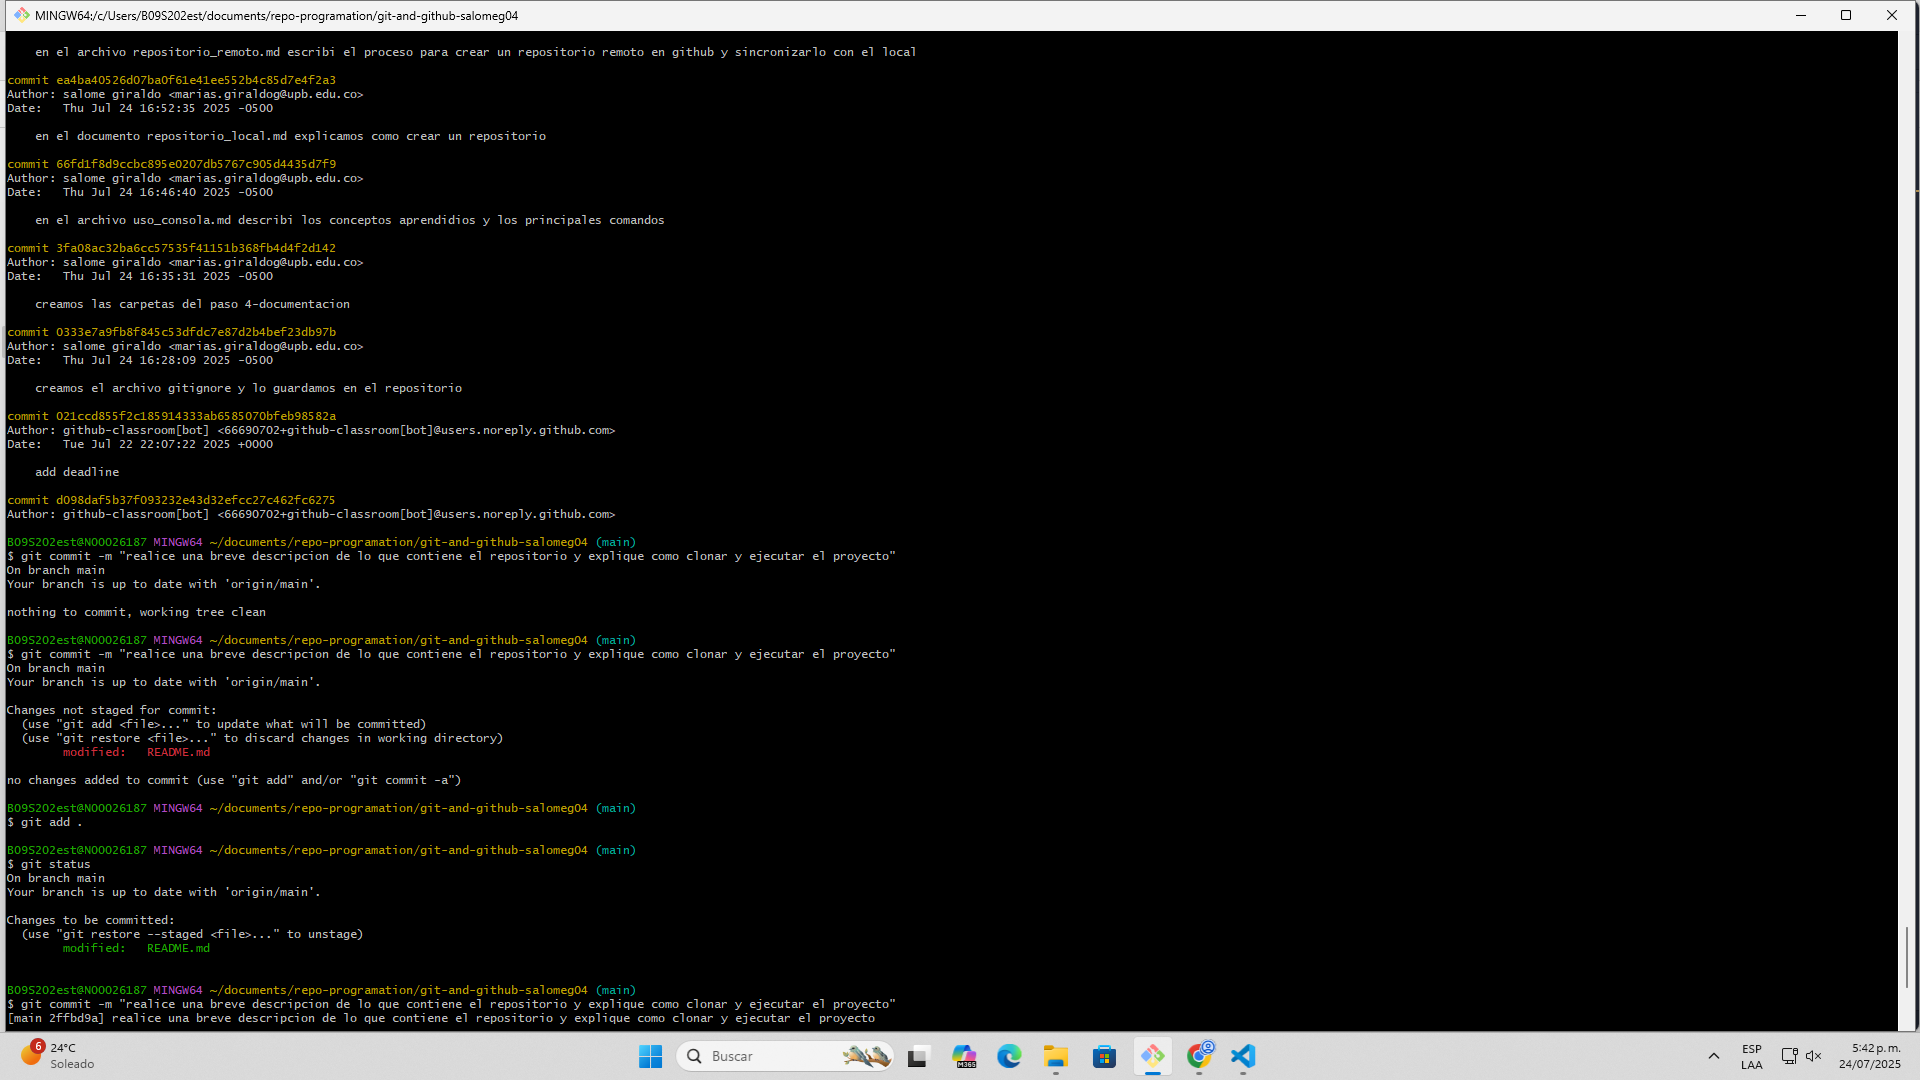 MINGW64:/c/Users/B09S202est/documents/repo-programation/git-and-github-salomeg04
en el archivo repositorio_remoto.md escribi el proceso para crear un repositorio remoto en github y sincronizarlo con el local
commit ea4ba40526d07ba0f61e41ee552b4c85d7e4f2a3
Author: salome giraldo <marias.giraldog@upb.edu.co>
Date:   Thu Jul 24 16:52:35 2025 -0500
en el documento repositorio_local.md explicamos como crear un repositorio
commit 66fd1f8d9ccbc895e0207db5767c905d4435d7f9
Author: salome giraldo <marias.giraldog@upb.edu.co>
Date:   Thu Jul 24 16:46:40 2025 -0500
en el archivo uso_consola.md describi los conceptos aprendidios y los principales comandos
commit 3fa08ac32ba6cc57535f41151b368fb4d4f2d142
Author: salome giraldo <marias.giraldog@upb.edu.co>
Date:   Thu Jul 24 16:35:31 2025 -0500
creamos las carpetas del paso 4-documentacion
commit 0333e7a9fb8f845c53dfdc7e87d2b4bef23db97b
Author: salome giraldo <marias.giraldog@upb.edu.co>
Date:   Thu Jul 24 16:28:09 2025 -0500
creamos el archivo gitignore y lo guardamos en el repositorio
commit 021ccd855f2c185914333ab6585070bfeb98582a
Author: github-classroom[bot] <66690702+github-classroom[bot]@users.noreply.github.com>
Date:   Tue Jul 22 22:07:22 2025 +0000
add deadline
commit d098daf5b37f093232e43d32efcc27c462fc6275
Author: github-classroom[bot] <66690702+github-classroom[bot]@users.noreply.github.com>
B09S202est@N00026187 MINGW64 ~/documents/repo-programation/git-and-github-salomeg04 (main)
$ git commit -m "realice una breve descripcion de lo que contiene el repositorio y explique como clonar y ejecutar el proyecto"
On branch main
Your branch is up to date with 'origin/main'.
nothing to commit, working tree clean
B09S202est@N00026187 MINGW64 ~/documents/repo-programation/git-and-github-salomeg04 (main)
$ git commit -m "realice una breve descripcion de lo que contiene el repositorio y explique como clonar y ejecutar el proyecto"
On branch main
Your branch is up to date with 'origin/main'.
Changes not staged for commit:
(use "git add <file>..." to update what will be committed)
(use "git restore <file>..." to discard changes in working directory)
modified:   README.md
no changes added to commit (use "git add" and/or "git commit -a")
B09S202est@N00026187 MINGW64 ~/documents/repo-programation/git-and-github-salomeg04 (main)
$ git add .
B09S202est@N00026187 MINGW64 ~/documents/repo-programation/git-and-github-salomeg04 (main)
$ git status
On branch main
Your branch is up to date with 'origin/main'.
Changes to be committed:
(use "git restore --staged <file>..." to unstage)
modified:   README.md
B09S202est@N00026187 MINGW64 ~/documents/repo-programation/git-and-github-salomeg04 (main)
$ git commit -m "realice una breve descripcion de lo que contiene el repositorio y explique como clonar y ejecutar el proyecto"
[main 2ffbd9a] realice una breve descripcion de lo que contiene el repositorio y explique como clonar y ejecutar el proyecto
6
24°C
Soleado
Buscar
M365
ESP
LAA
5:42 p. m.
24/07/2025